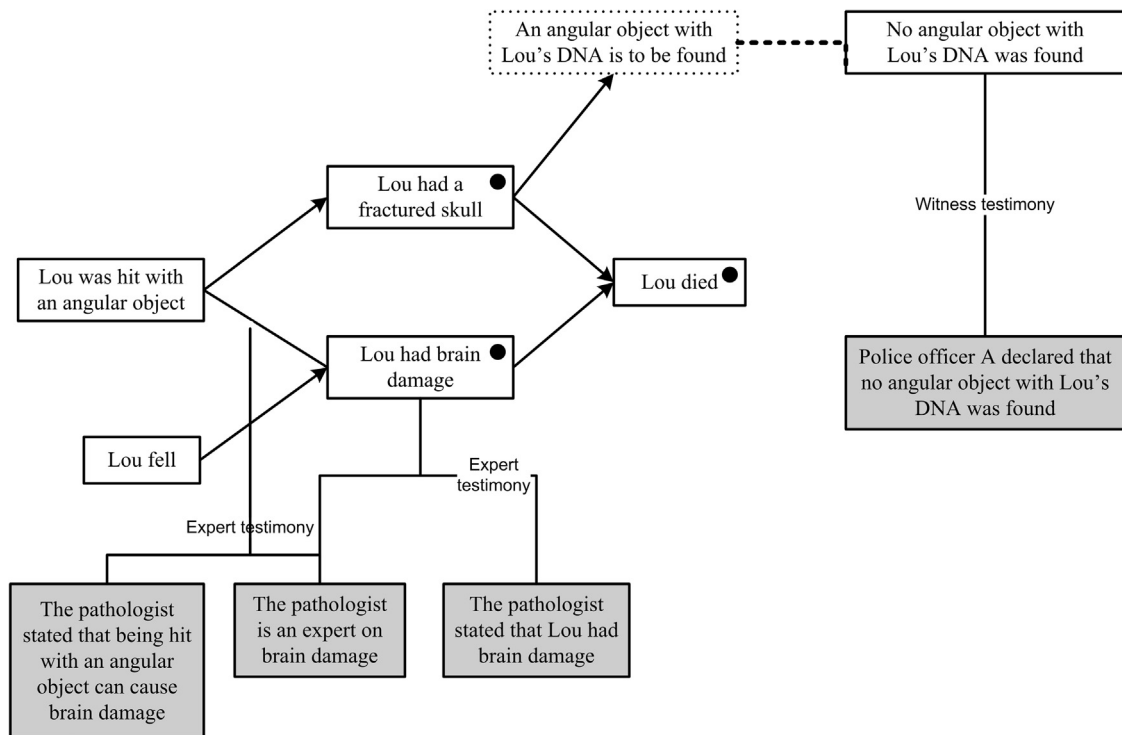 An angular object with
Lou's DNA is to be found
No angular object with
Lou's DNA was found
Lou had a
fractured skull
Witness testimony
Lou was hit with
an angular object
Lou died
Lou had brain
damage
Police officer A declared that
no angular object with Lou's
DNA was found
Lou fell
Expert
testimony
Expert testimony
The pathologist
stated that being hit
with an angular
object can cause
brain damage
The pathologist
is an expert on
brain damage
The pathologist
stated that Lou had
brain damage